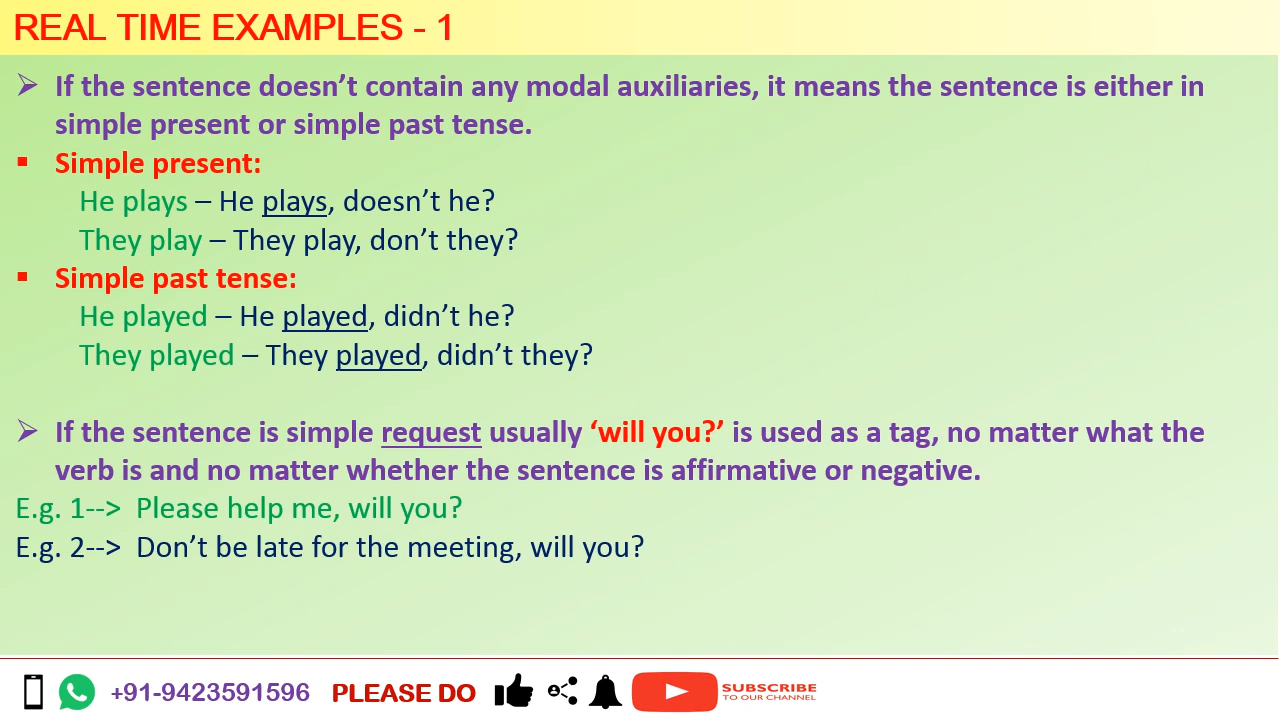 REAL TIME EXAMPLES - 1
➢ If the sentence doesn’t contain any modal auxiliaries, it means the sentence is either in
simple present or simple past tense.
▪ Simple present:
He plays – He plays, doesn’t he?
They play – They play, don’t they?
▪ Simple past tense:
He played – He played, didn’t he?
They played – They played, didn’t they?
➢ If the sentence is simple request usually ‘will you?’ is used as a tag, no matter what the
verb is and no matter whether the sentence is affirmative or negative.
E.g. 1--> Please help me, will you?
E.g. 2--> Don’t be late for the meeting, will you?
+91-9423591596 PLEASE DO SUBSCRIBE
TO OUR CHANNEL